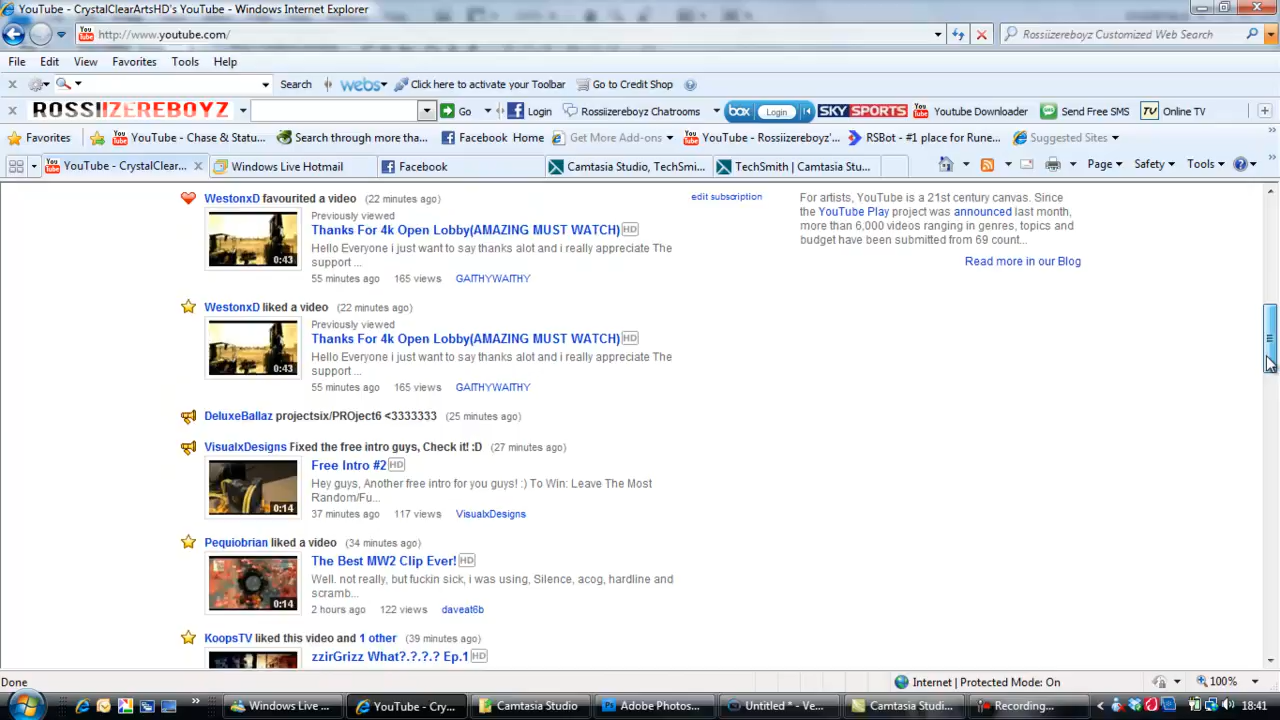 YouTube - CrystalClearArtsHD's YouTube - Windows Internet Explorer
http://www.youtube.com/
Rossiizereboyz Customized Web Search
File Edit View Favorites Tools Help
Search webs Click here to activate your Toolbar Go to Credit Shop
ROSSIIZEREBOYZ Go Login Rossiizereboyz Chatrooms box Login SKY SPORTS Youtube Downloader Send Free SMS TV Online TV
Favorites YouTube - Chase & Statu... Search through more tha... Facebook Home Get More Add-ons YouTube - Rossiizereboyz'... RSBot - #1 place for Rune... Suggested Sites
YouTube - CrystalClear... Windows Live Hotmail Facebook Camtasia Studio, TechSmi... TechSmith | Camtasia Stu... Page Safety Tools
WestonxD favourited a video (22 minutes ago) edit subscription
Previously viewed
Thanks For 4k Open Lobby(AMAZING MUST WATCH) HD
Hello Everyone i just want to say thanks alot and i really appreciate The
support ...
0:43
55 minutes ago 165 views GAITHYWAITHY
For artists, YouTube is a 21st century canvas. Since
the YouTube Play project was announced last month,
more than 6,000 videos ranging in genres, topics and
budget have been submitted from 69 count...
Read more in our Blog
WestonxD liked a video (22 minutes ago)
Previously viewed
Thanks For 4k Open Lobby(AMAZING MUST WATCH) HD
Hello Everyone i just want to say thanks alot and i really appreciate The
support ...
0:43
55 minutes ago 165 views GAITHYWAITHY
DeluxeBallaz projectsix/PROject6 <3333333 (25 minutes ago)
VisualxDesigns Fixed the free intro guys, Check it! :D (27 minutes ago)
Free Intro #2 HD
Hey guys, Another free intro for you guys! :) To Win: Leave The Most
Random/Fu...
0:14
37 minutes ago 117 views VisualxDesigns
Pequiobrian liked a video (34 minutes ago)
The Best MW2 Clip Ever! HD
Well. not really, but fuckin sick, i was using, Silence, acog, hardline and
scramb...
0:14
2 hours ago 122 views daveat6b
KoopsTV liked this video and 1 other (39 minutes ago)
zzirGrizz What?.?.?.? Ep.1 HD
Done Internet | Protected Mode: On 100%
Windows Live ... YouTube - Cry... Camtasia Studio Adobe Photos... Untitled * - Ve... Camtasia Studi... Recording... 18:41